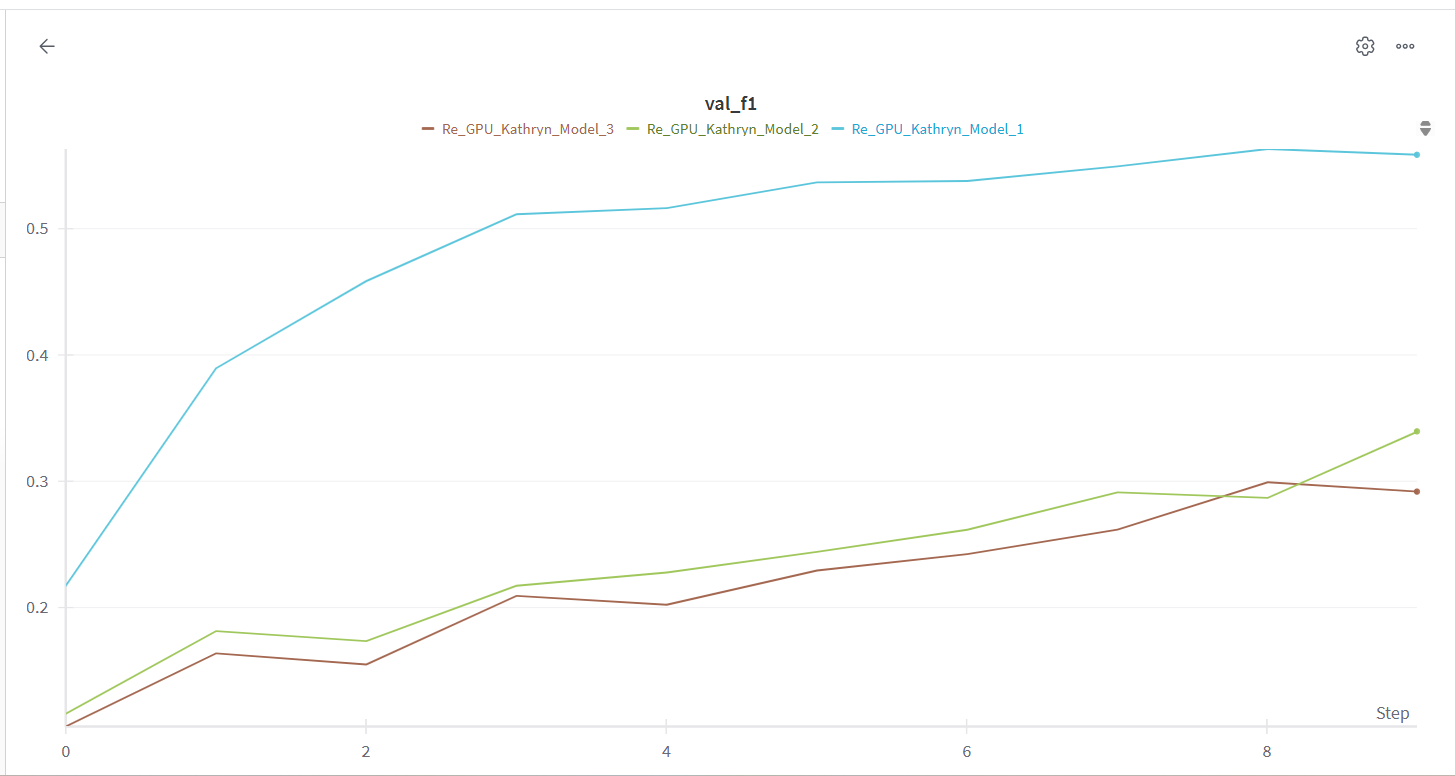 val_f1
Re_GPU_Kathryn_Model_3 Re_GPU_Kathryn_Model_2 Re_GPU_Kathryn_Model_1
0.5
0.4
0.3
0.2
Step
0 2 4 6 8